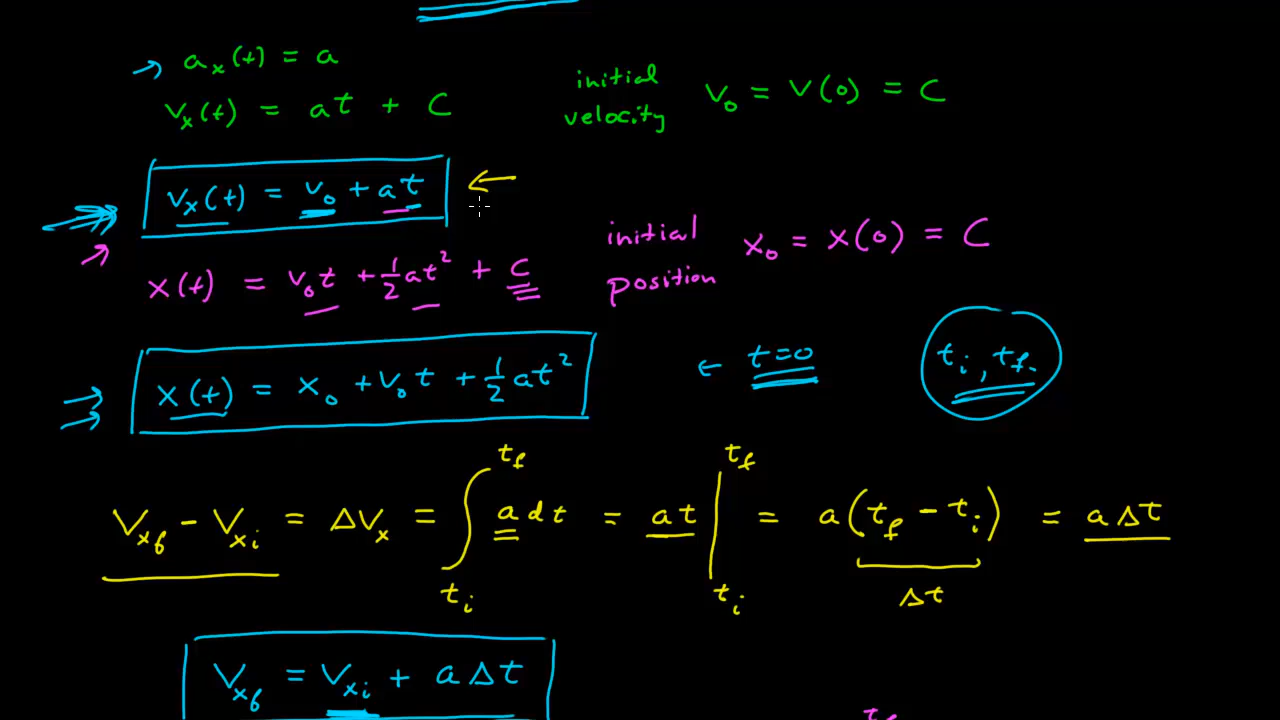 aₓ(t) = a
vₓ(t) = at + C
initial velocity v₀ = v(0) = C
vₓ(t) = v₀ + at
x(t) = v₀t + ½at² + C
initial position x₀ = x(0) = C
x(t) = x₀ + v₀t + ½at²
← t=0
tᵢ, t_f.
V_xf - V_xi = ΔVₓ = ∫_{tᵢ}^{t_f} a dt = at |_{tᵢ}^{t_f} = a(t_f - tᵢ) = aΔt
Δt
V_xf = V_xi + aΔt
t_f